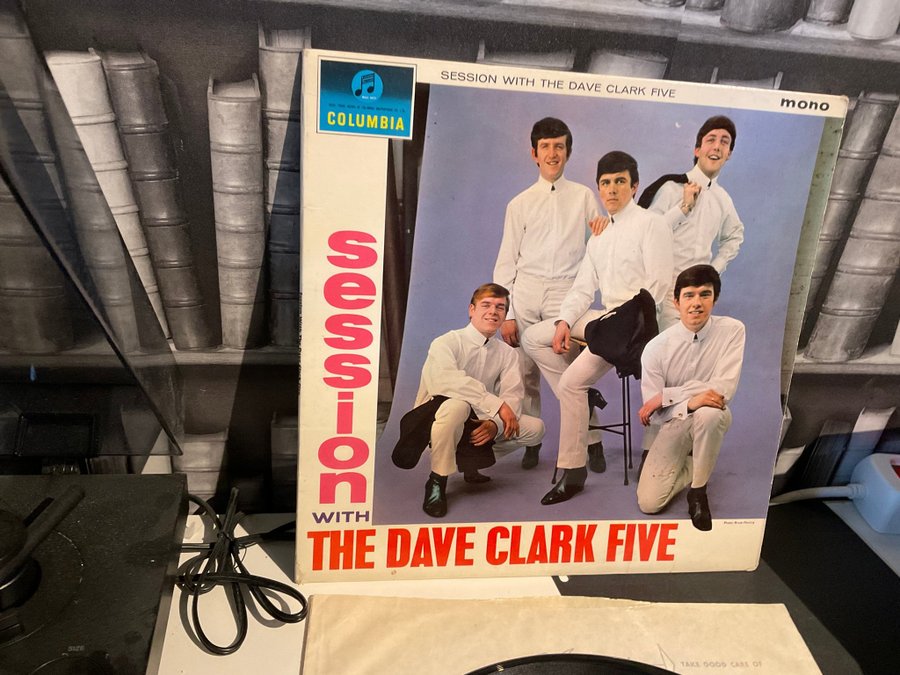 SESSION WITH THE DAVE CLARK FIVE
mono
COLUMBIA
session
WITH
THE DAVE CLARK FIVE
TAKE GOOD CARE OF